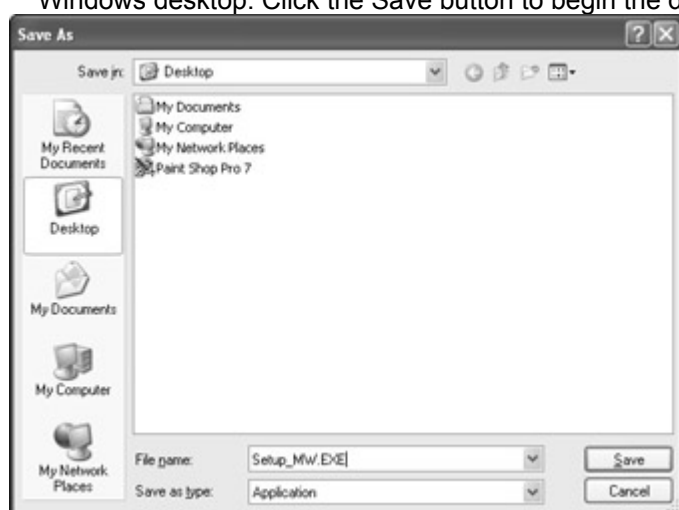 Windows desktop. Click the Save button to begin the d
Save As
Save in:
Desktop
My Recent
Documents
Desktop
My Documents
My Computer
My Network
Places
My Documents
My Computer
My Network Places
Paint Shop Pro 7
File name:
Setup_MW.EXE
Save
Save as type:
Application
Cancel